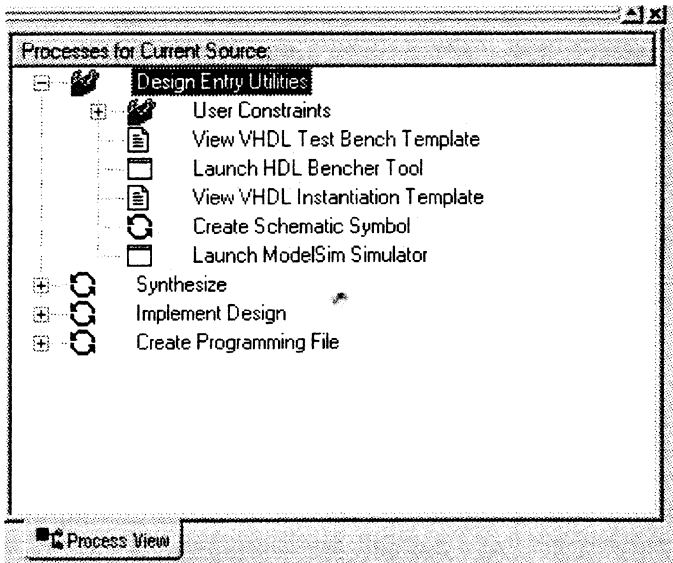 Processes for Current Source:
Design Entry Utilities
User Constraints
View VHDL Test Bench Template
Launch HDL Bencher Tool
View VHDL Instantiation Template
Create Schematic Symbol
Launch ModelSim Simulator
Synthesize
Implement Design
Create Programming File
Process View